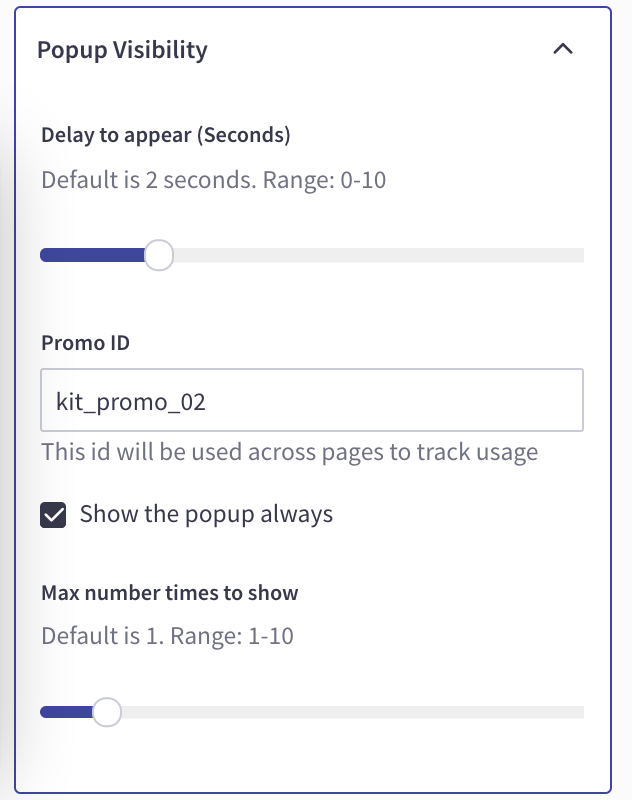 Popup Visibility
Delay to appear (Seconds)
Default is 2 seconds. Range: 0-10
Promo ID
kit_promo_02
This id will be used across pages to track usage
Show the popup always
Max number times to show
Default is 1. Range: 1-10